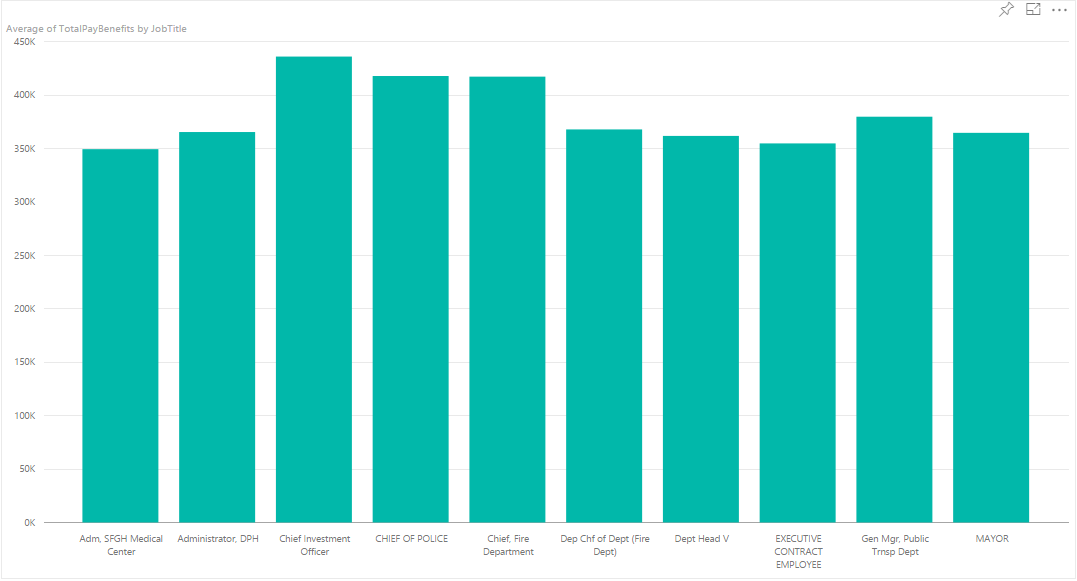 Average of TotalPayBenefits by JobTitle
450K
400K
350K
300K
250K
200K
150K
100K
50K
0K
Adm, SFGH Medical
Center
Administrator, DPH
Chief Investment
Officer
CHIEF OF POLICE
Chief, Fire
Department
Dep Chf of Dept (Fire
Dept)
Dept Head V
EXECUTIVE
CONTRACT
EMPLOYEE
Gen Mgr, Public
Trnsp Dept
MAYOR